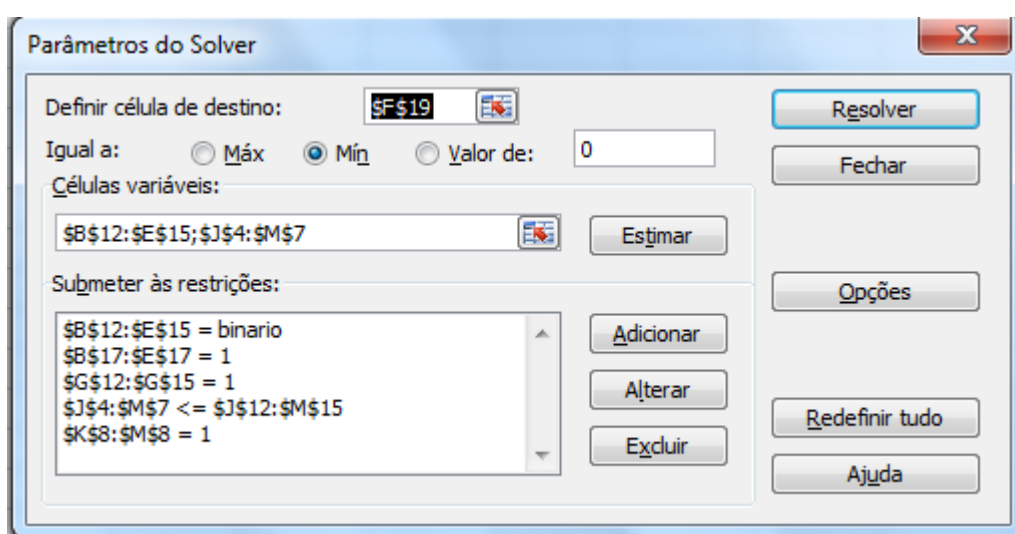 Parâmetros do Solver
Definir célula de destino: $F$19
Resolver
Igual a: Máx Mín Valor de: 0
Fechar
Células variáveis:
$B$12:$E$15;$J$4:$M$7
Estimar
Submeter às restrições:
Opções
$B$12:$E$15 = binario
$B$17:$E$17 = 1
$G$12:$G$15 = 1
$J$4:$M$7 <= $J$12:$M$15
$K$8:$M$8 = 1
Adicionar
Alterar
Excluir
Redefinir tudo
Ajuda